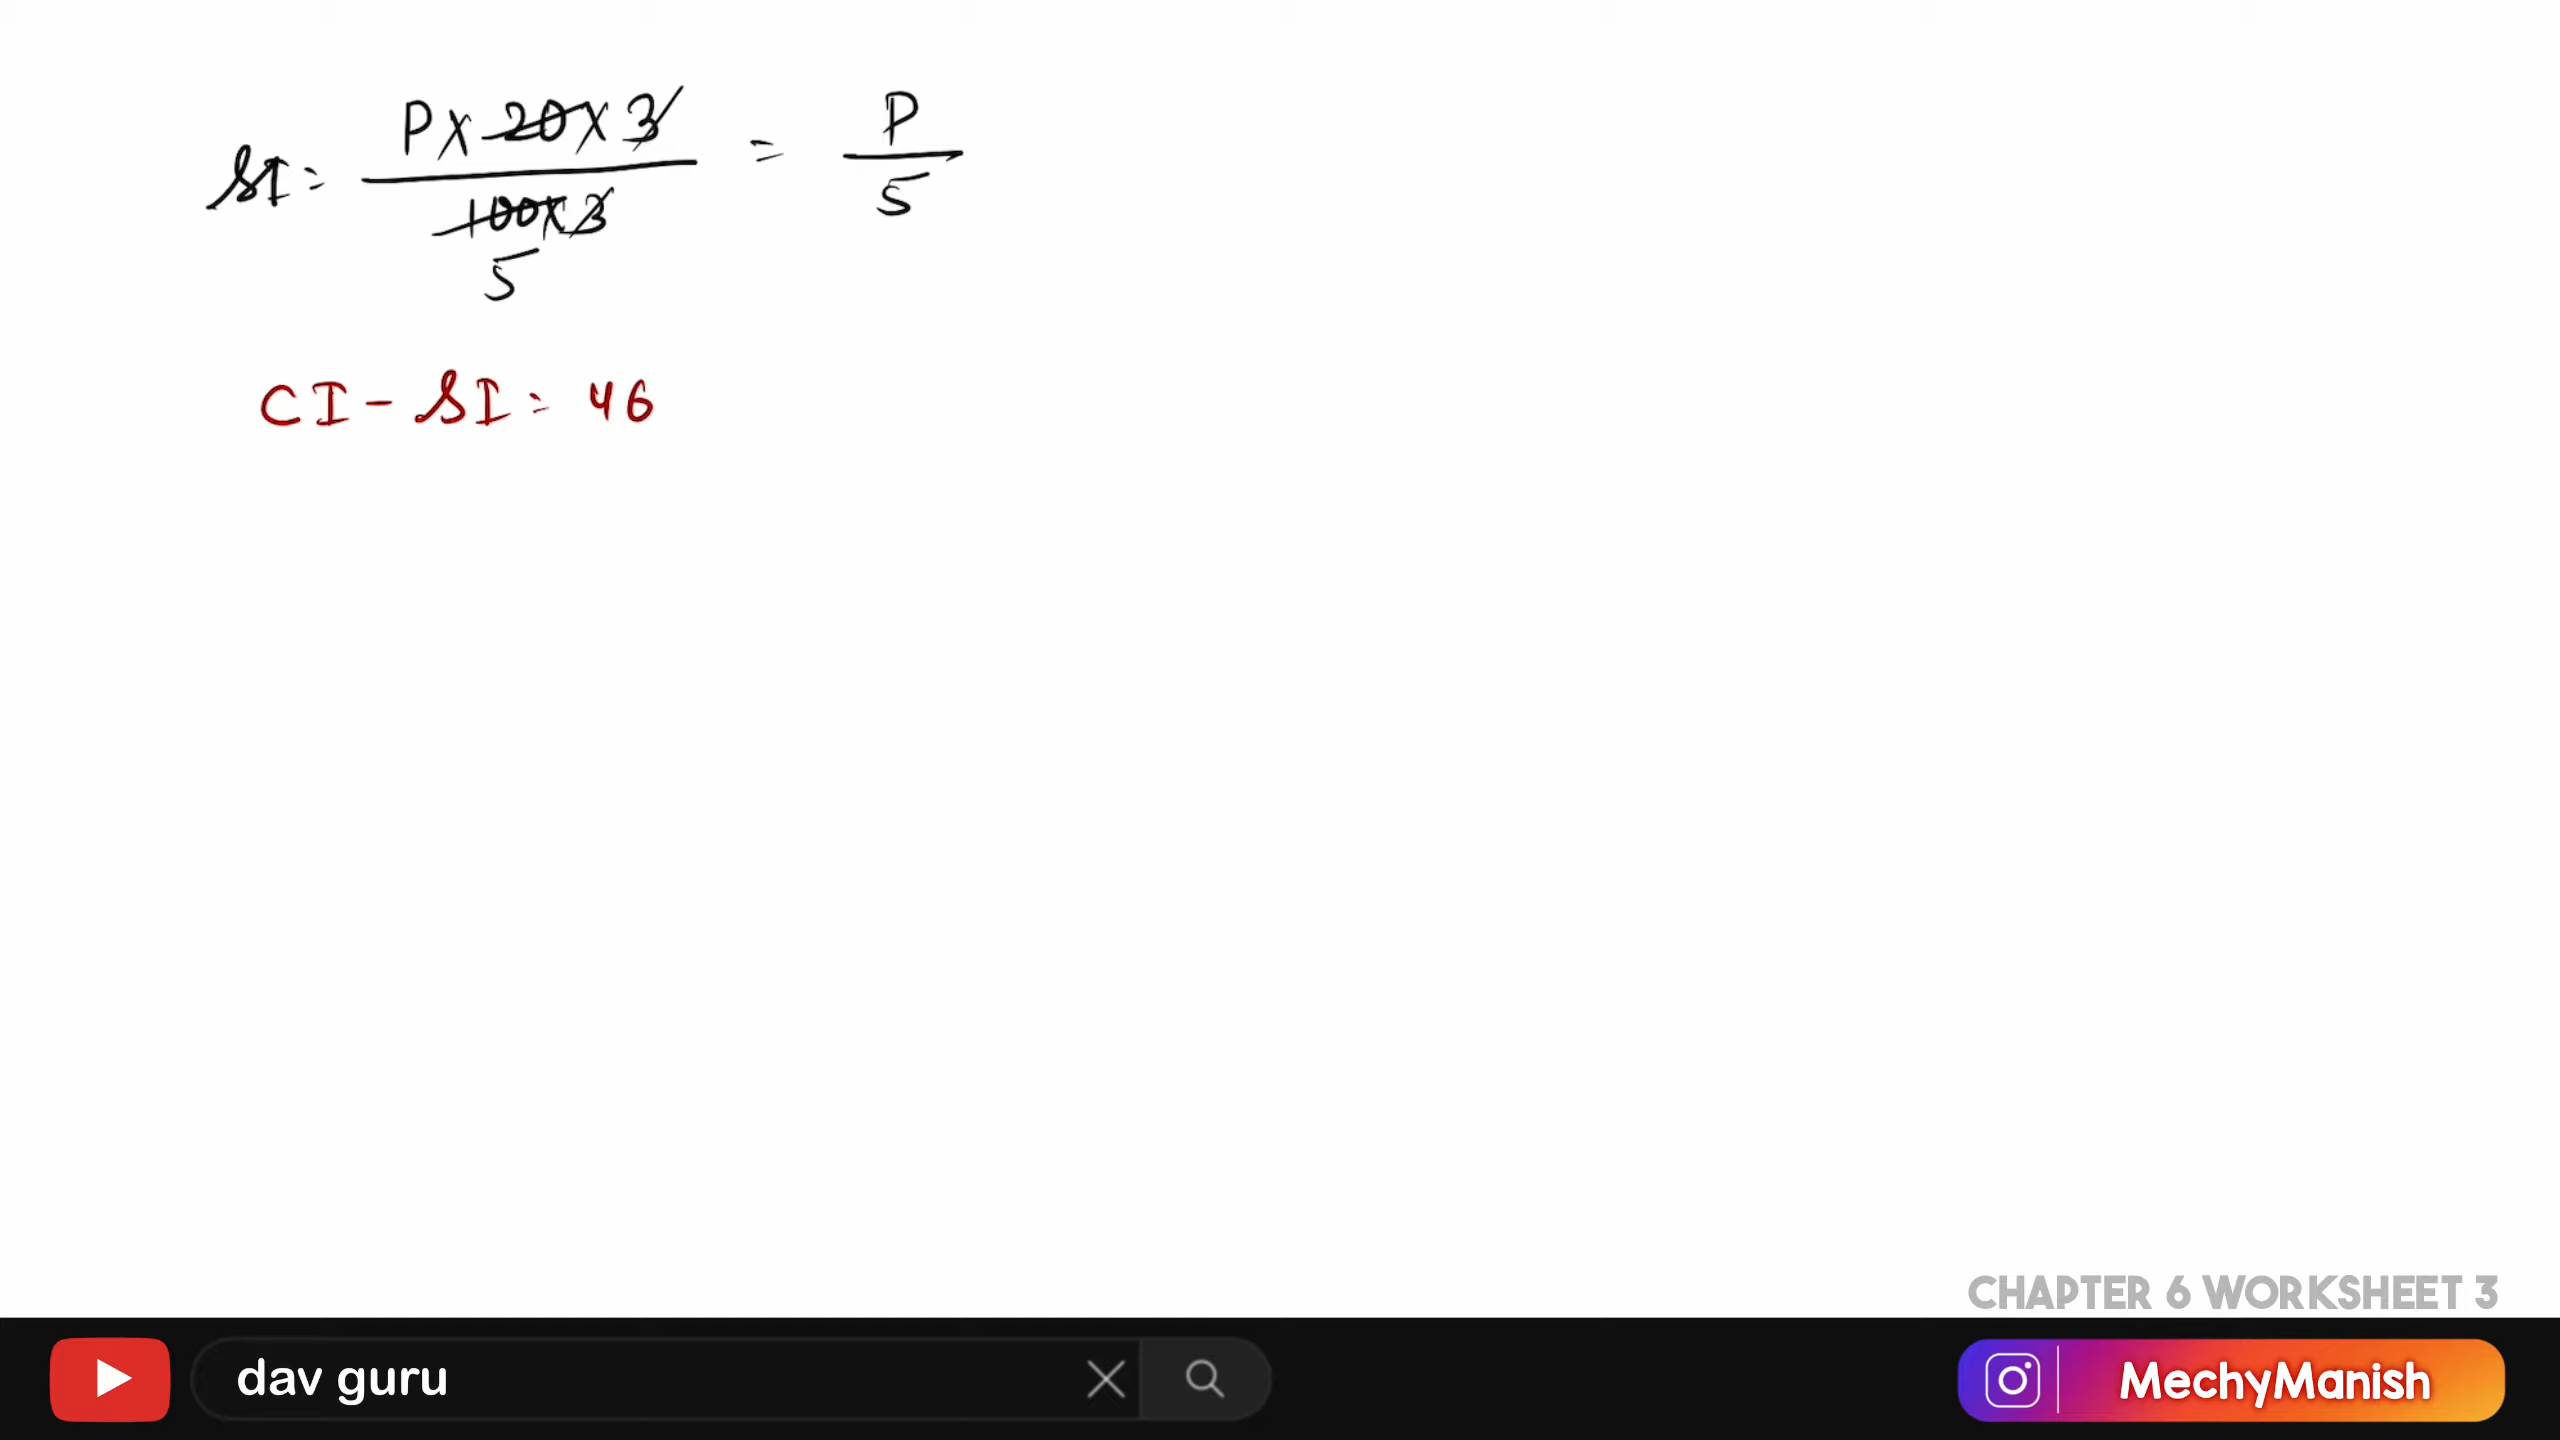 SI = P x 20 x 3 / 100 x 3 = P / 5
5
CI - SI = 46
CHAPTER 6 WORKSHEET 3
dav guru
MechyManish